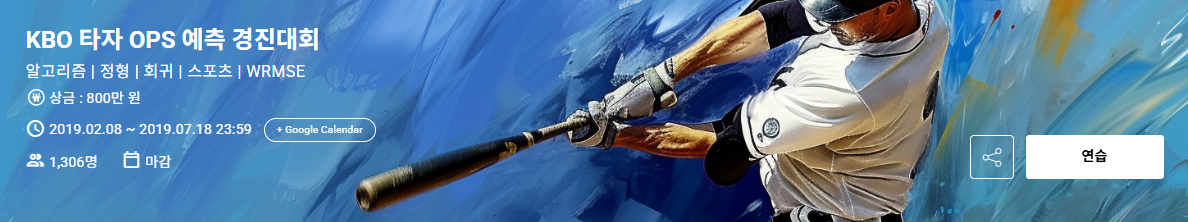 KBO 타자 OPS 예측 경진대회
알고리즘 | 정형 | 회귀 | 스포츠 | WRMSE
₩ 상금 : 800만 원
2019.02.08 ~ 2019.07.18 23:59 + Google Calendar
1,306명 마감
연습